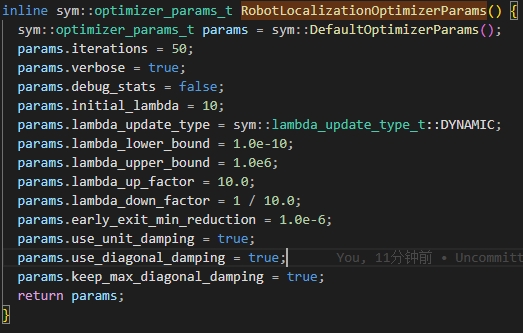 inline sym::optimizer_params_t RobotLocalizationOptimizerParams() {
sym::optimizer_params_t params = sym::DefaultOptimizerParams();
params.iterations = 50;
params.verbose = true;
params.debug_stats = false;
params.initial_lambda = 10;
params.lambda_update_type = sym::lambda_update_type_t::DYNAMIC;
params.lambda_lower_bound = 1.0e-10;
params.lambda_upper_bound = 1.0e6;
params.lambda_up_factor = 10.0;
params.lambda_down_factor = 1 / 10.0;
params.early_exit_min_reduction = 1.0e-6;
params.use_unit_damping = true;
params.use_diagonal_damping = true; You, 11分钟前 • Uncommitt
params.keep_max_diagonal_damping = true;
return params;
}